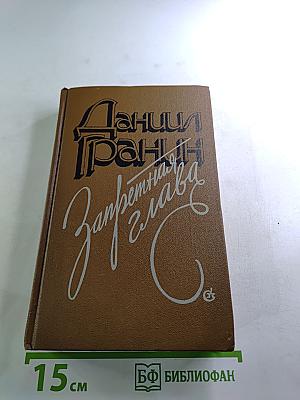 Даниил
Гранин
Запретная
глава
15 см
БФ БИБЛИОФАН